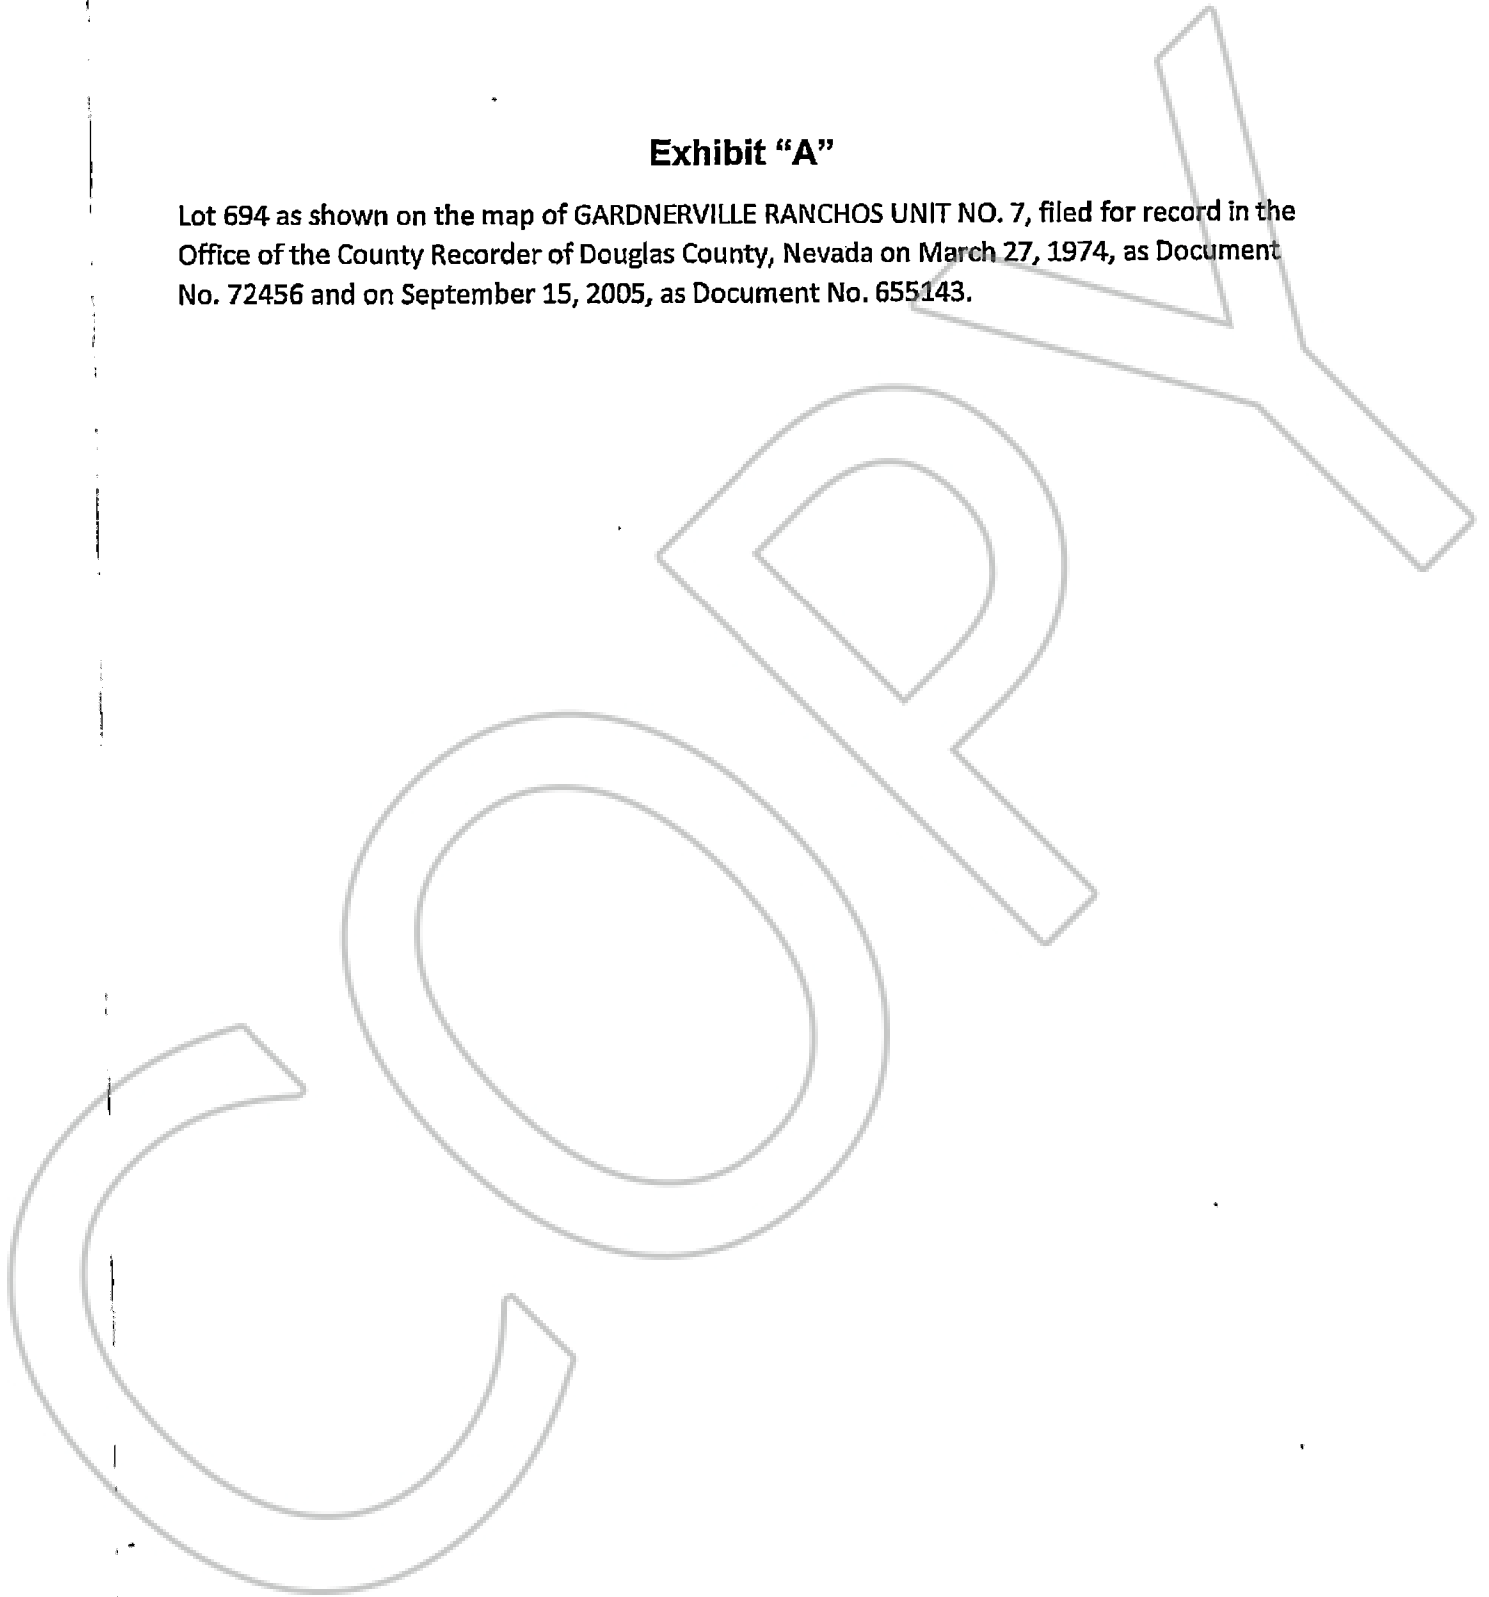 Exhibit “A”
Lot 694 as shown on the map of GARDNERVILLE RANCHOS UNIT NO. 7, filed for record in the
Office of the County Recorder of Douglas County, Nevada on March 27, 1974, as Document
No. 72456 and on September 15, 2005, as Document No. 655143.
COPY